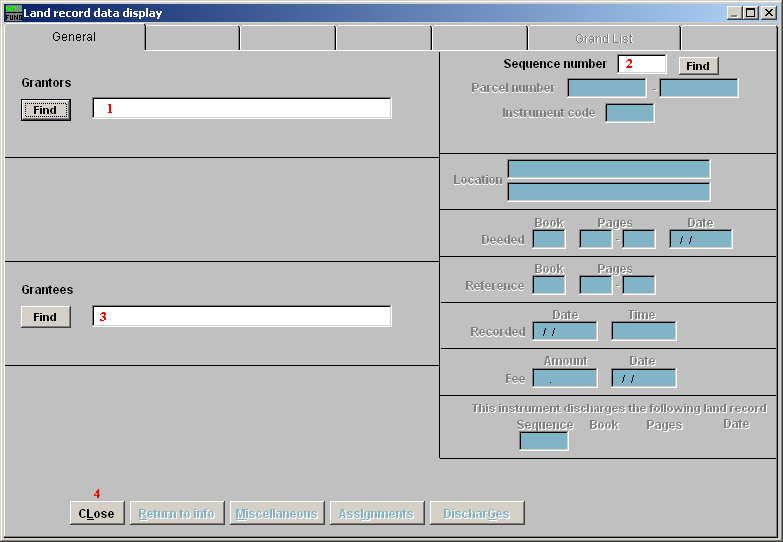 FUND Land record data display
General Grand List
Sequence number 2 Find
Grantors
Parcel number -
Find 1
Instrument code
Location
Book Pages Date
Deeded - / /
Grantees
Book Pages
Reference -
Find 3
Date Time
Recorded / /
Amount Date
Fee . / /
This instrument discharges the following land record
Sequence Book Pages Date
4
CLose Return to info Miscellaneous Assignments DischarGes